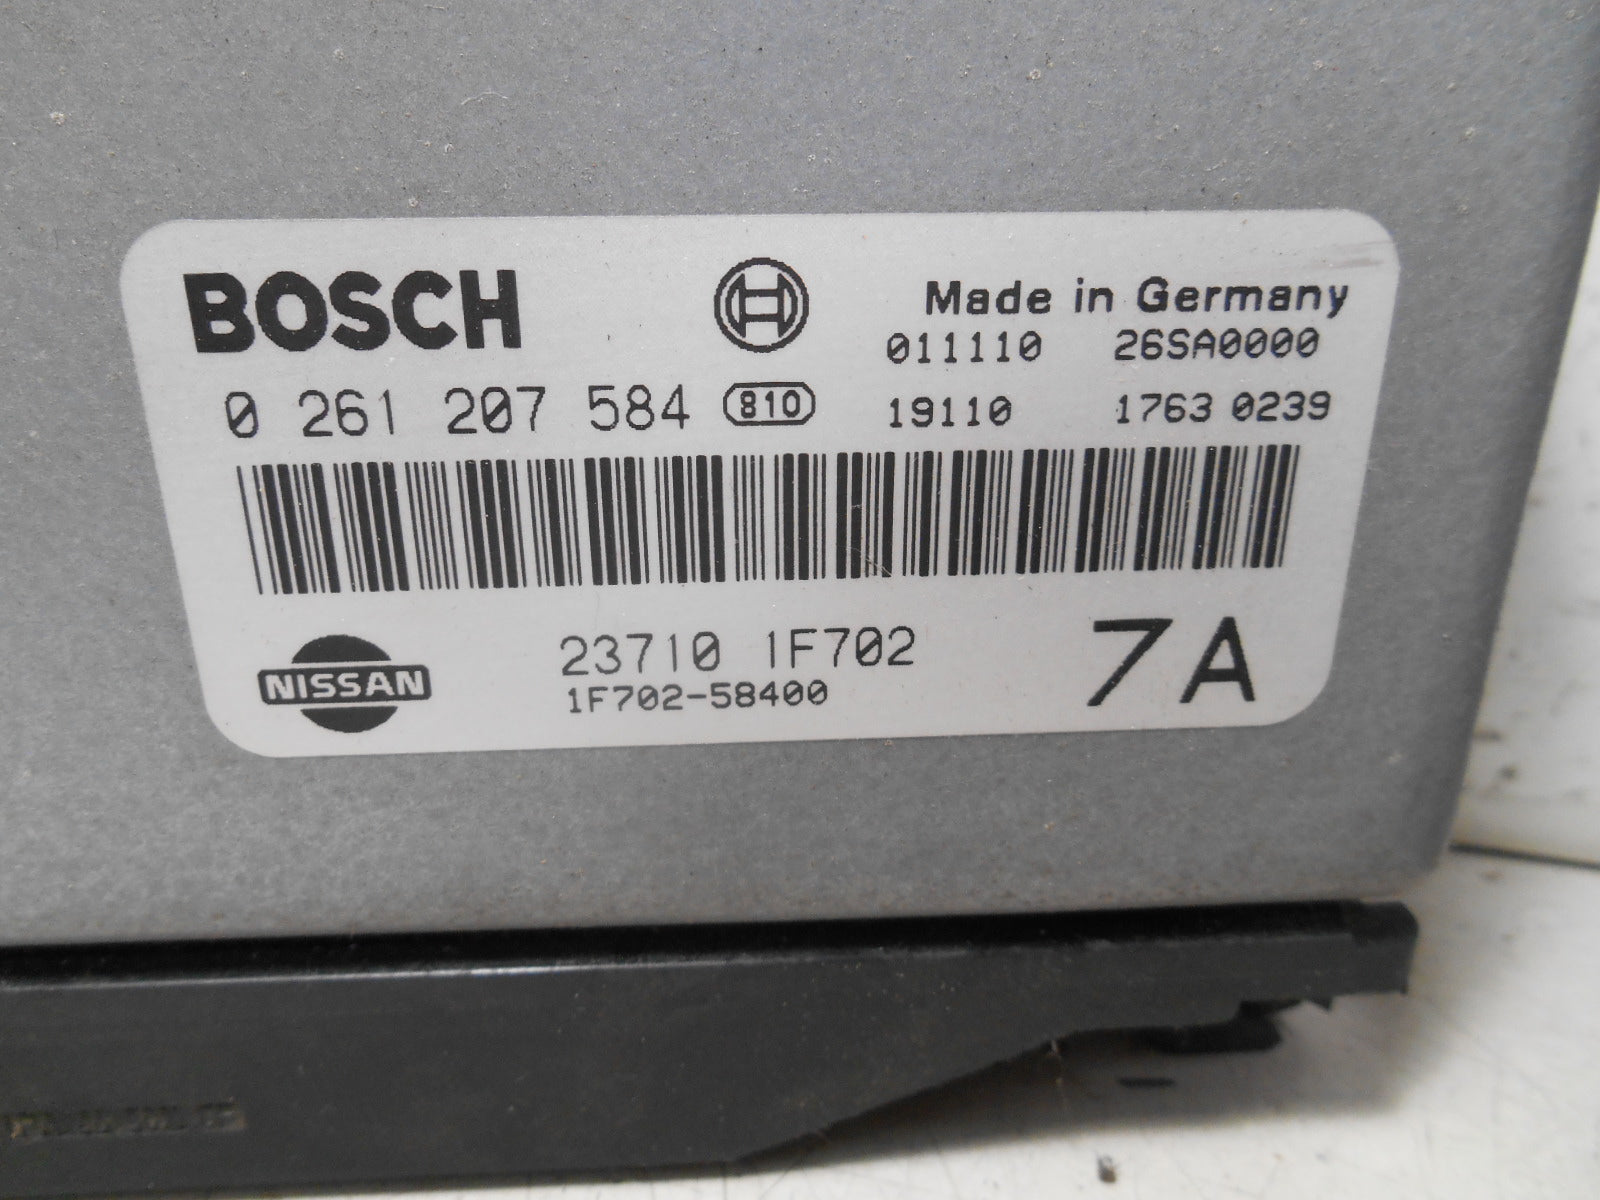 BOSCH
Made in Germany
011110 26SA0000
0 261 207 584 810 19110 1763 0239
NISSAN
23710 1F702
1F702-58400
7A